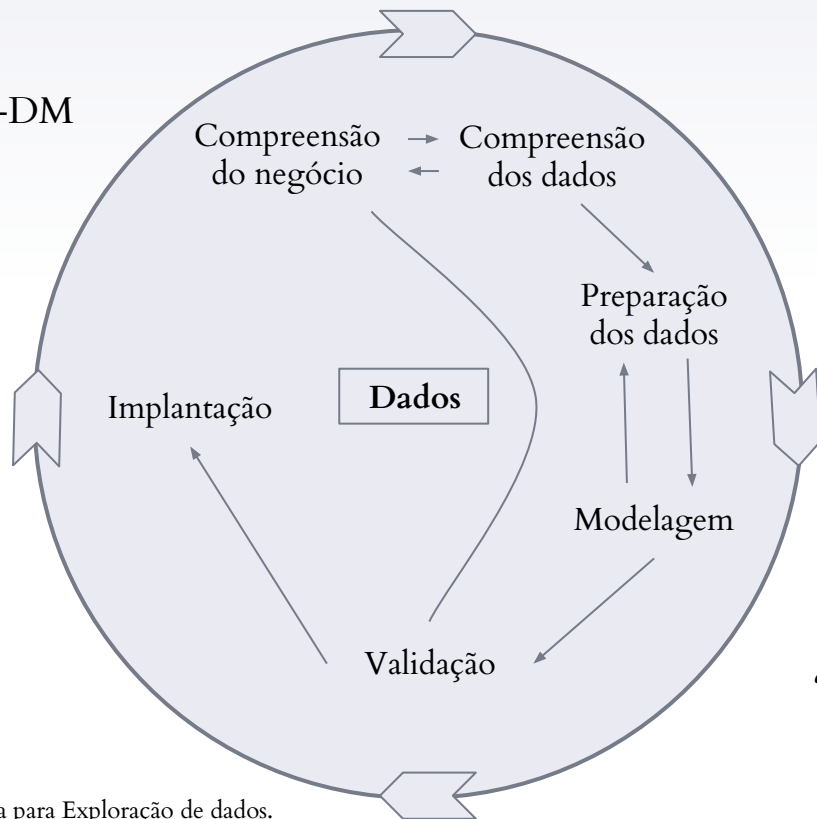 -DM
Compreensão
do negócio
Compreensão
dos dados
Preparação
dos dados
Dados
Implantação
Modelagem
Validação
a para Exploração de dados.